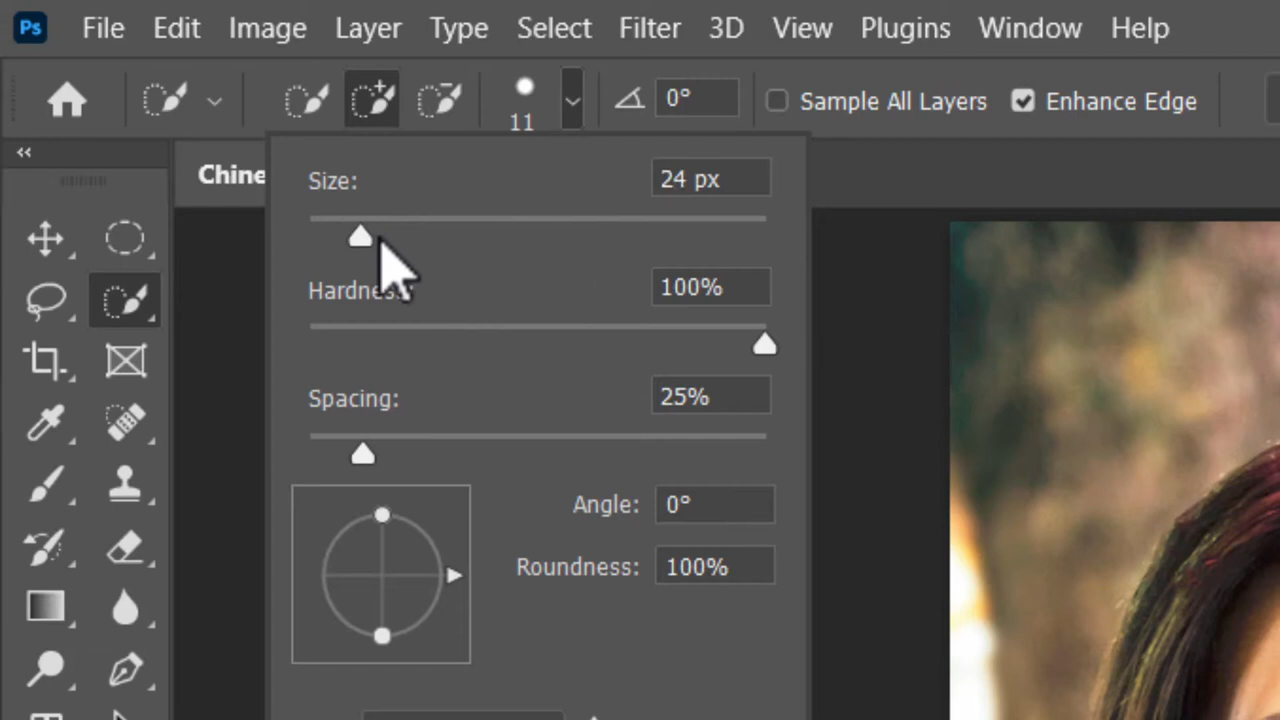 Ps File Edit Image Layer Type Select Filter 3D View Plugins Window Help
11 0° Sample All Layers Enhance Edge
Chine
Size: 24 px
Hardness: 100%
Spacing: 25%
Angle: 0°
Roundness: 100%